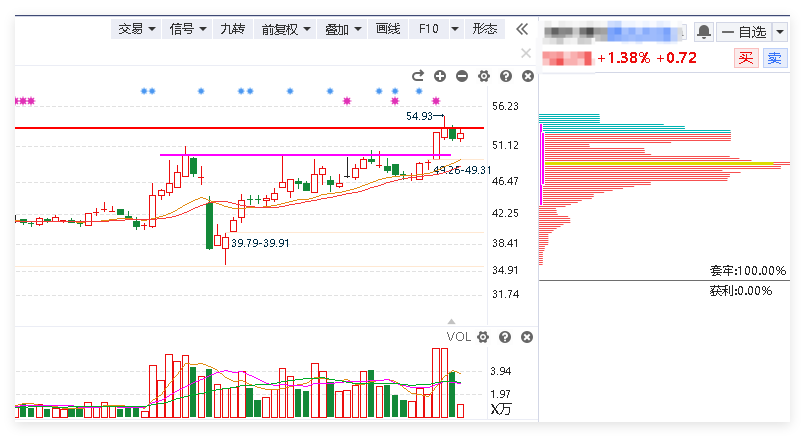 交易 信号 九转 前复权 叠加 画线 F10 形态
一 自选
+1.38% +0.72 买 卖
54.93
56.23
51.12
49.26-49.31
46.47
42.25
39.79-39.91
38.41
34.91
31.74
套牢:100.00%
获利:0.00%
VOL
3.94
1.97
X万